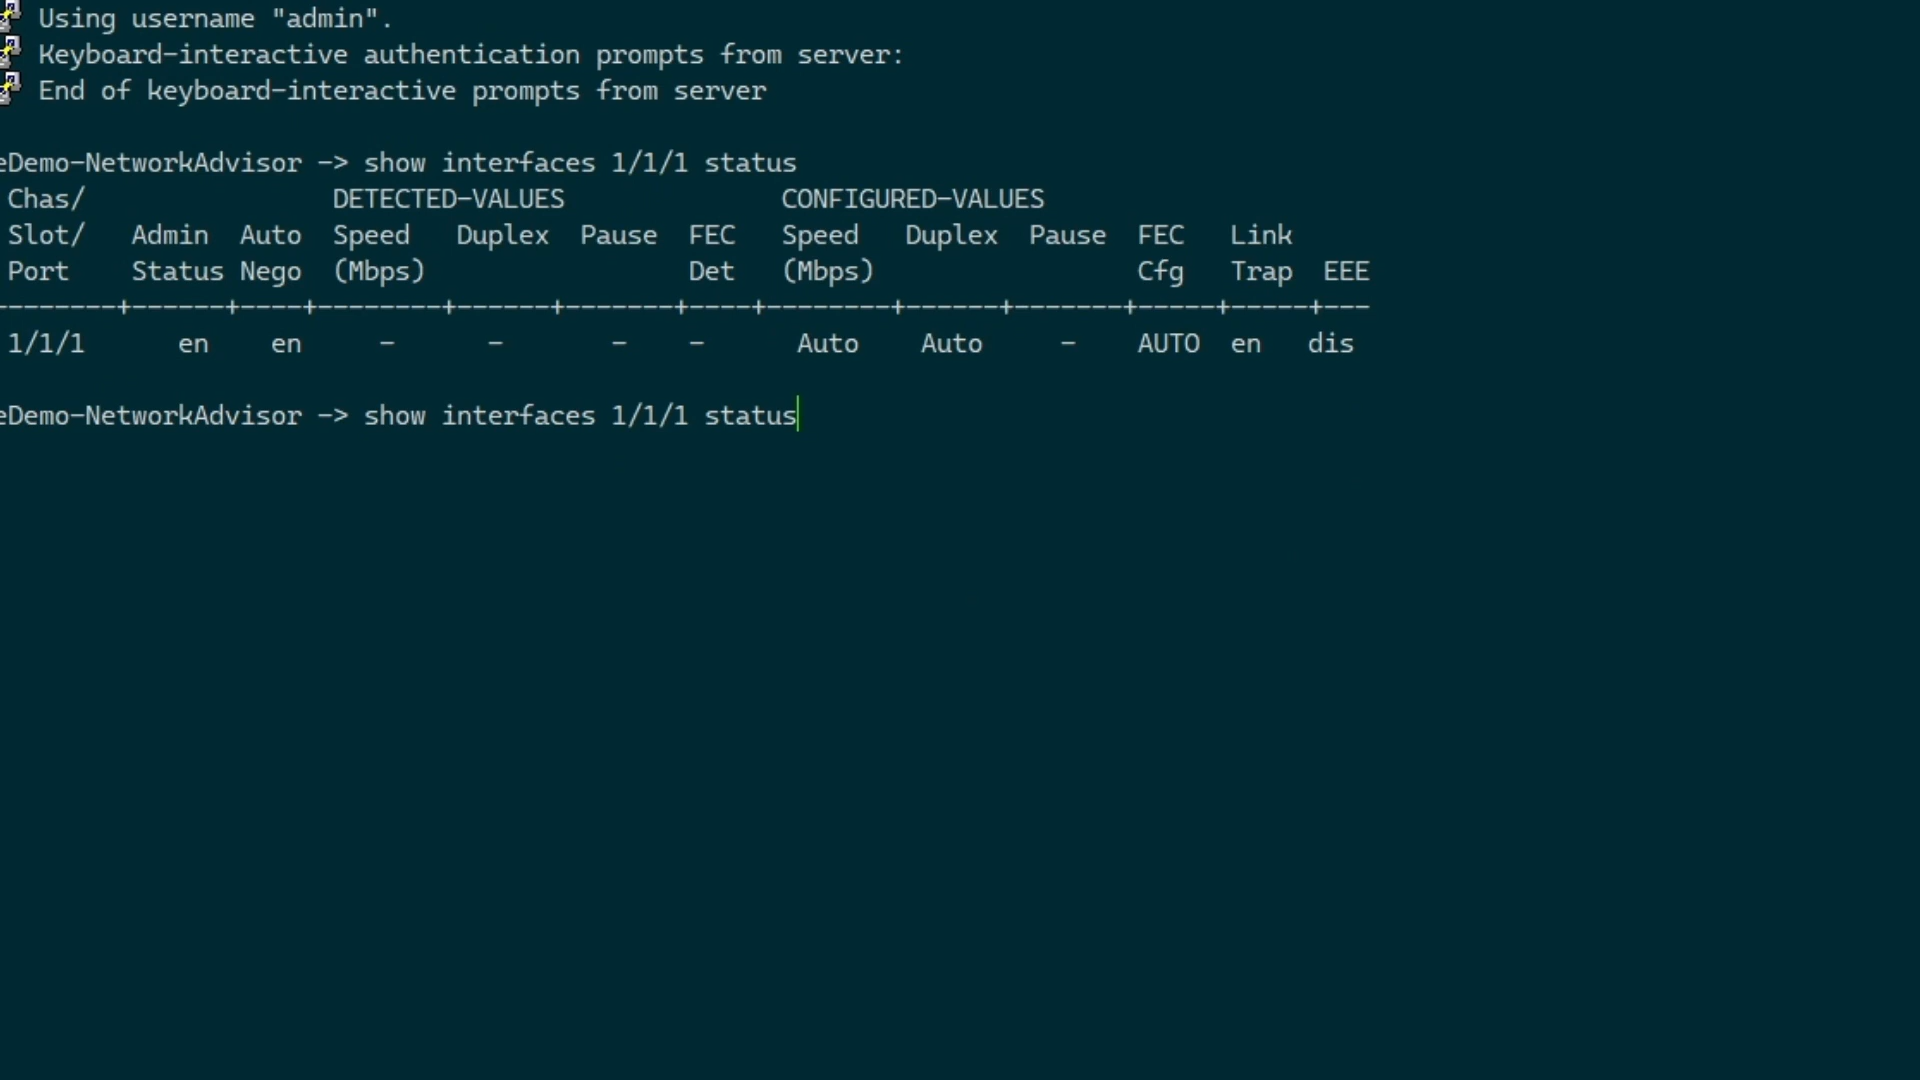 Using username "admin".
Keyboard-interactive authentication prompts from server:
End of keyboard-interactive prompts from server
eDemo-NetworkAdvisor -> show interfaces 1/1/1 status
Chas/                DETECTED-VALUES              CONFIGURED-VALUES
Slot/   Admin  Auto  Speed   Duplex  Pause  FEC   Speed   Duplex  Pause  FEC   Link
Port    Status Nego  (Mbps)                 Det   (Mbps)                 Cfg   Trap  EEE
--------+------+----+--------+------+-------+----+--------+------+-------+-----+-----+---
1/1/1      en    en     -      -       -    -      Auto    Auto     -    AUTO  en   dis
eDemo-NetworkAdvisor -> show interfaces 1/1/1 status